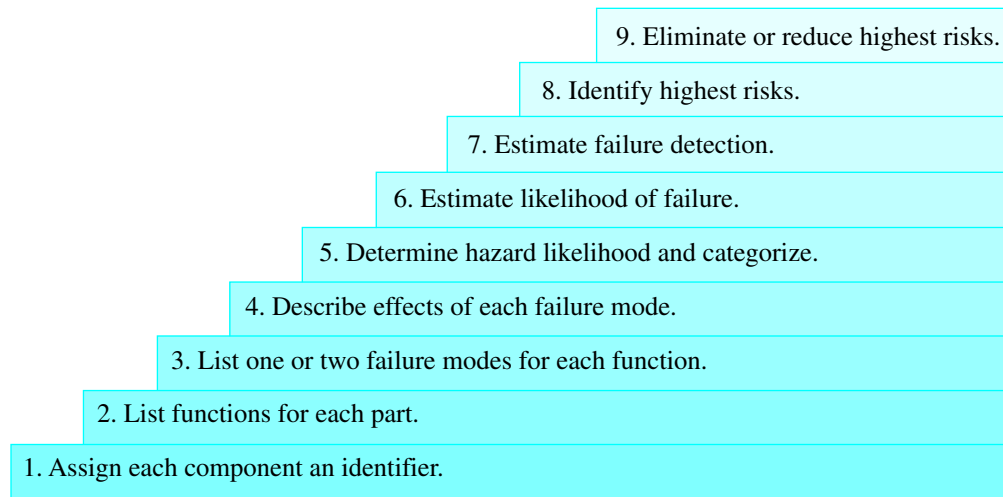 9. Eliminate or reduce highest risks.
8. Identify highest risks.
7. Estimate failure detection.
6. Estimate likelihood of failure.
5. Determine hazard likelihood and categorize.
4. Describe effects of each failure mode.
3. List one or two failure modes for each function.
2. List functions for each part.
1. Assign each component an identifier.